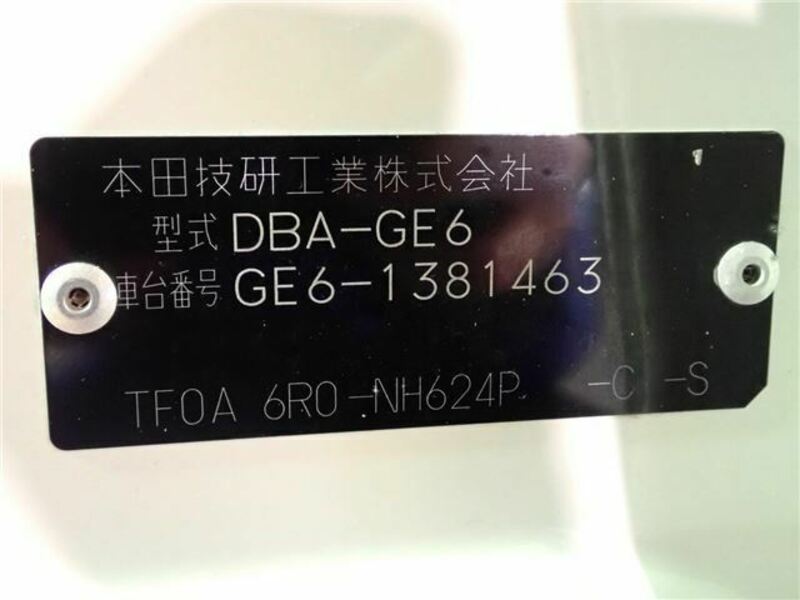 本田技研工業株式会社
型式 DBA-GE6
車台番号 GE6-1381463
TF0A 6R0-NH624P -C -S